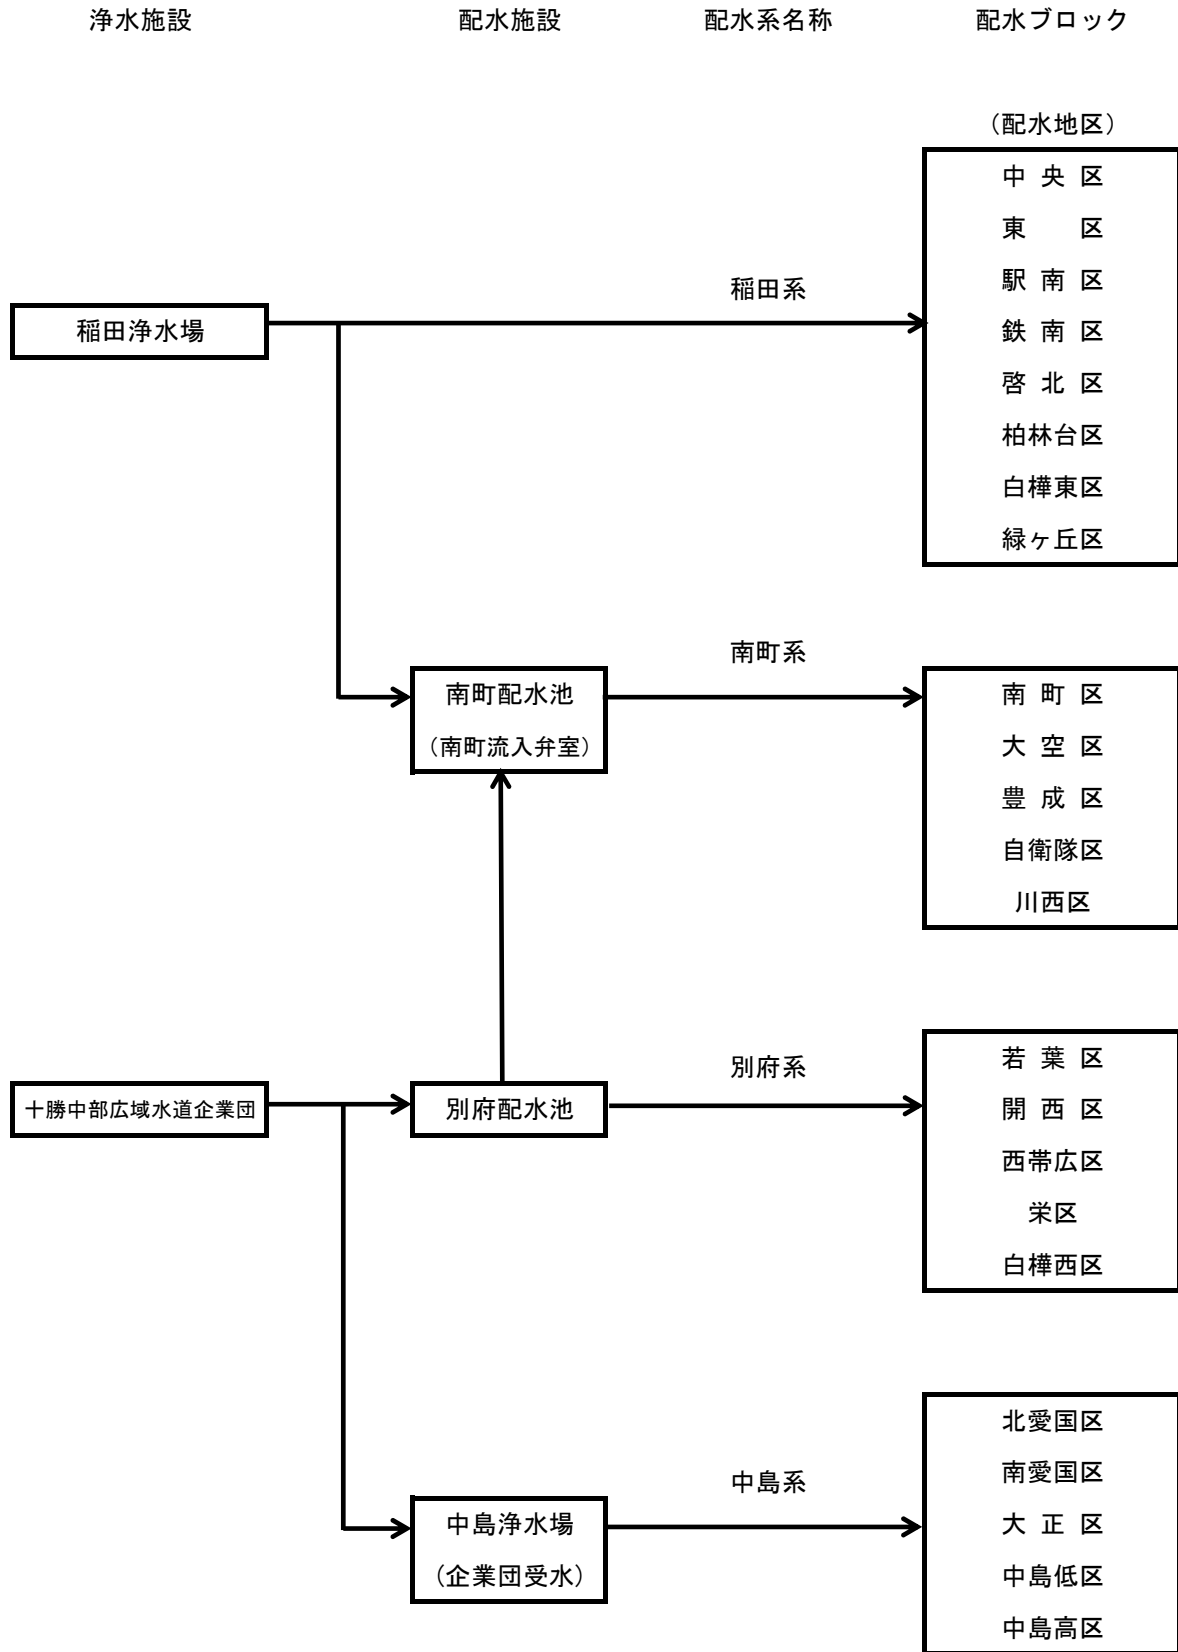 浄水施設
配水施設
配水系名称
配水ブロック
（配水地区）
中 央 区
東 区
駅 南 区
鉄 南 区
啓 北 区
柏林台区
白樺東区
緑ヶ丘区
稲田系
稲田浄水場
南町系
南町配水池
（南町流入弁室）
南 町 区
大 空 区
豊 成 区
自衛隊区
川西区
別府系
十勝中部広域水道企業団
別府配水池
若 葉 区
開 西 区
西帯広区
栄区
白樺西区
中島系
中島浄水場
（企業団受水）
北愛国区
南愛国区
大 正 区
中島低区
中島高区